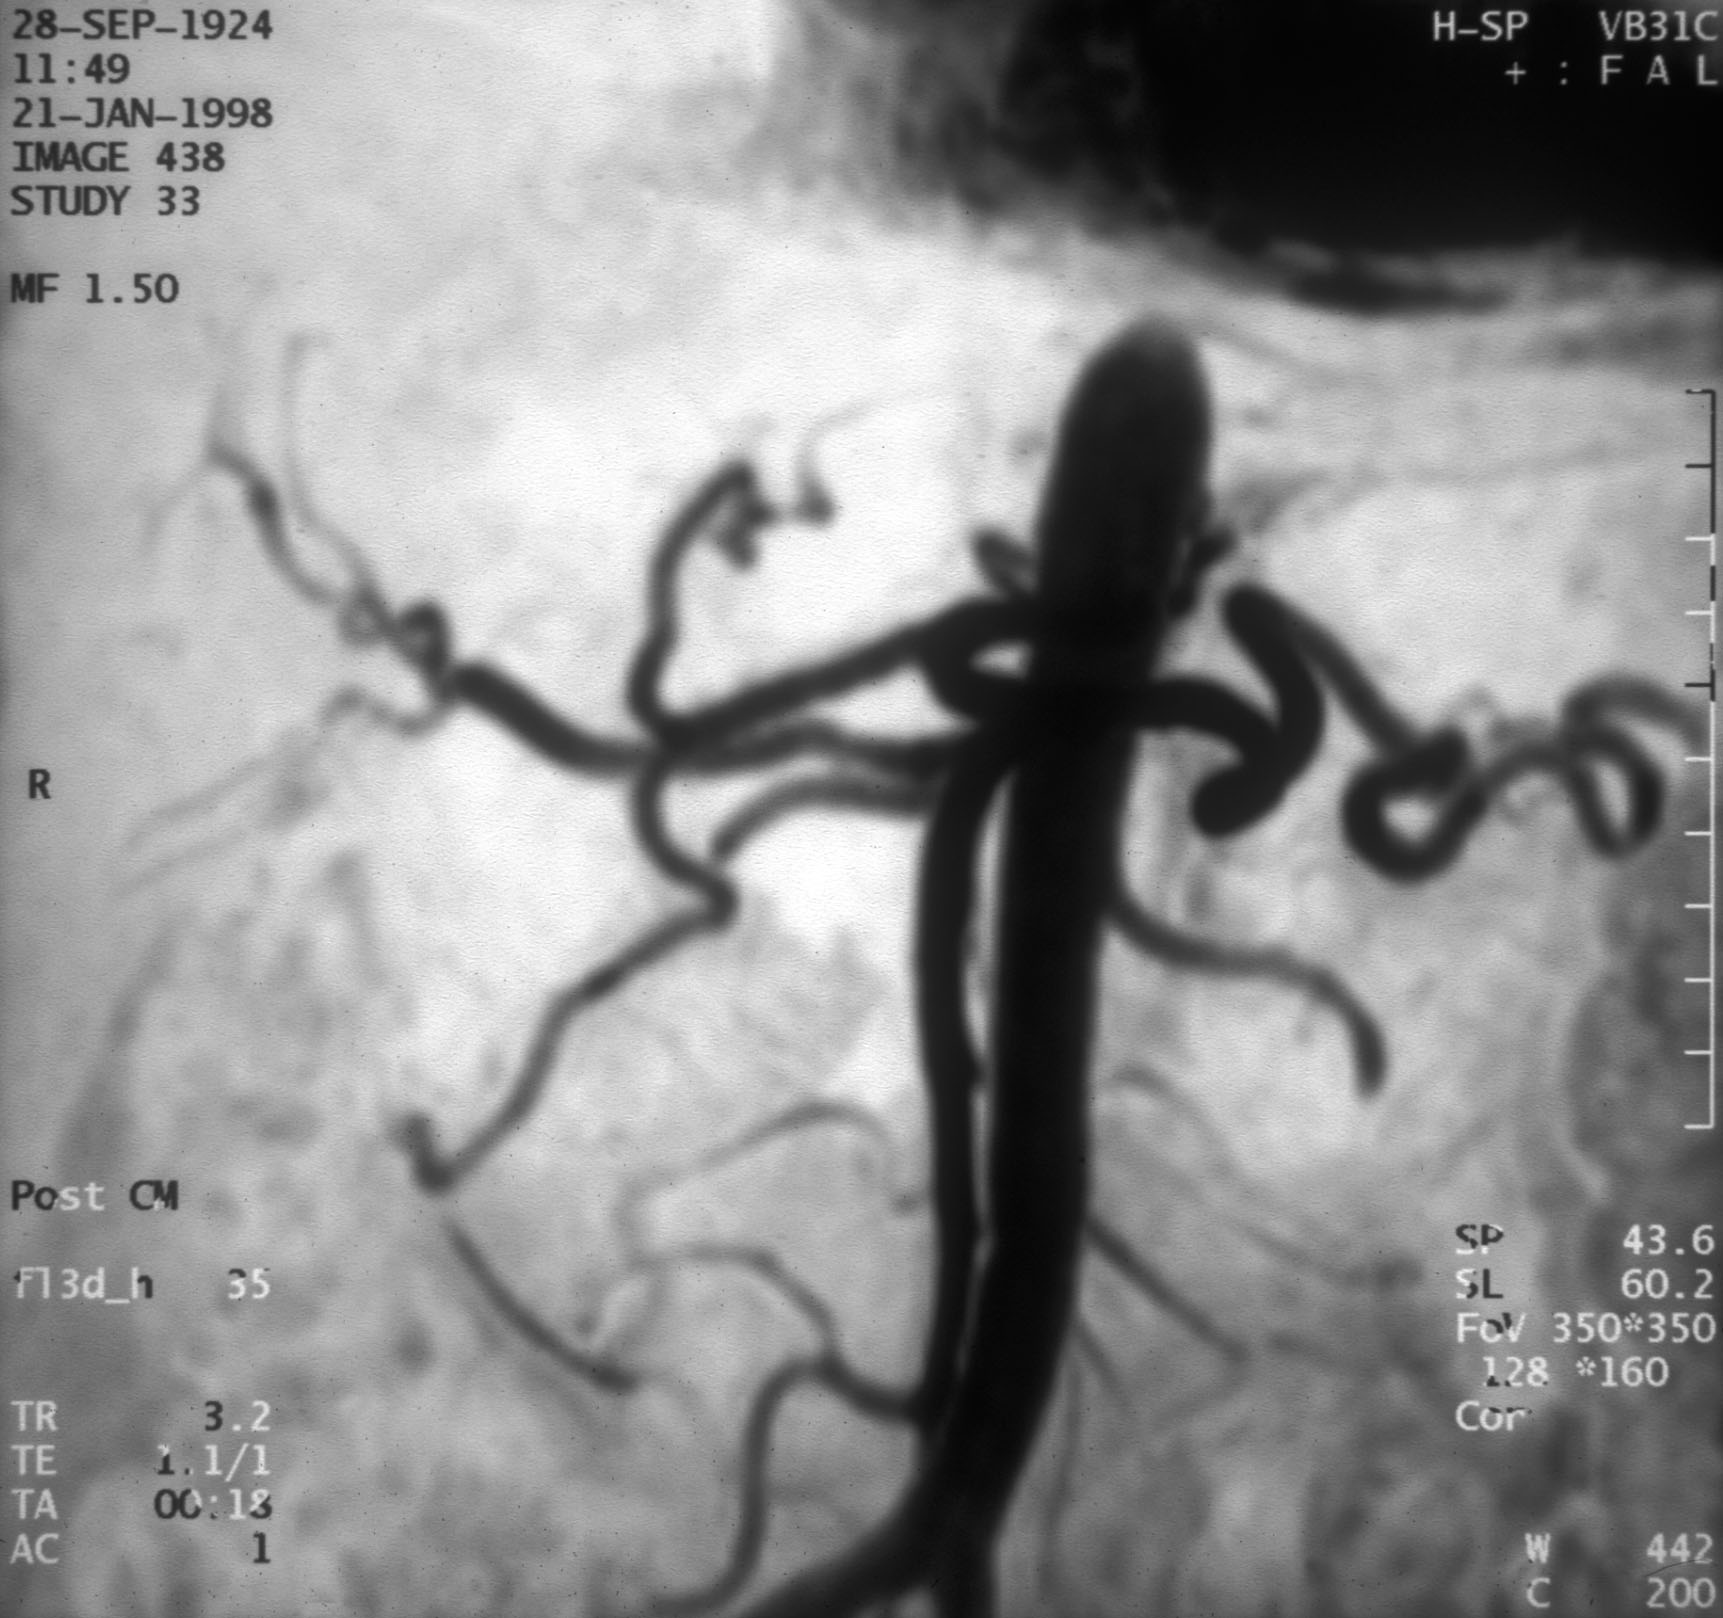 28-SEP-1924
11:49
21-JAN-1998
IMAGE 438
STUDY 33
MF 1.50
H-SP VB31C
+ : F A L
R
Post CM
fl3d_h 35
TR 3.2
TE 1.1/1
TA 00:18
AC 1
SP 43.6
SL 60.2
FoV 350*350
128 *160
Cor
W 442
C 200